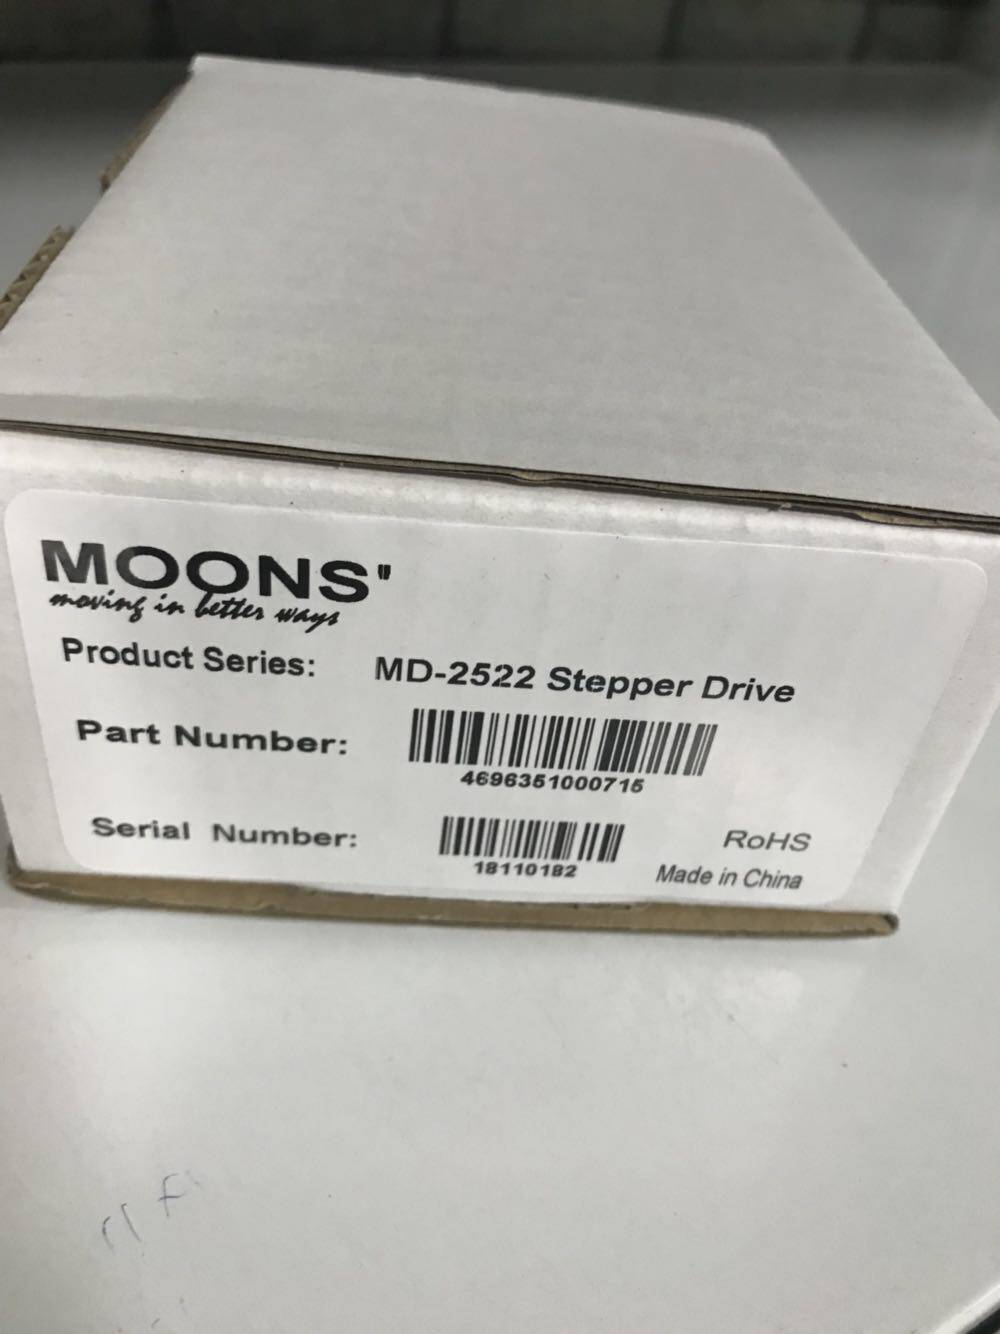 MOONS'
moving in better ways
Product Series: MD-2522 Stepper Drive
Part Number:
4696351000715
Serial Number:
18110182
RoHS
Made in China